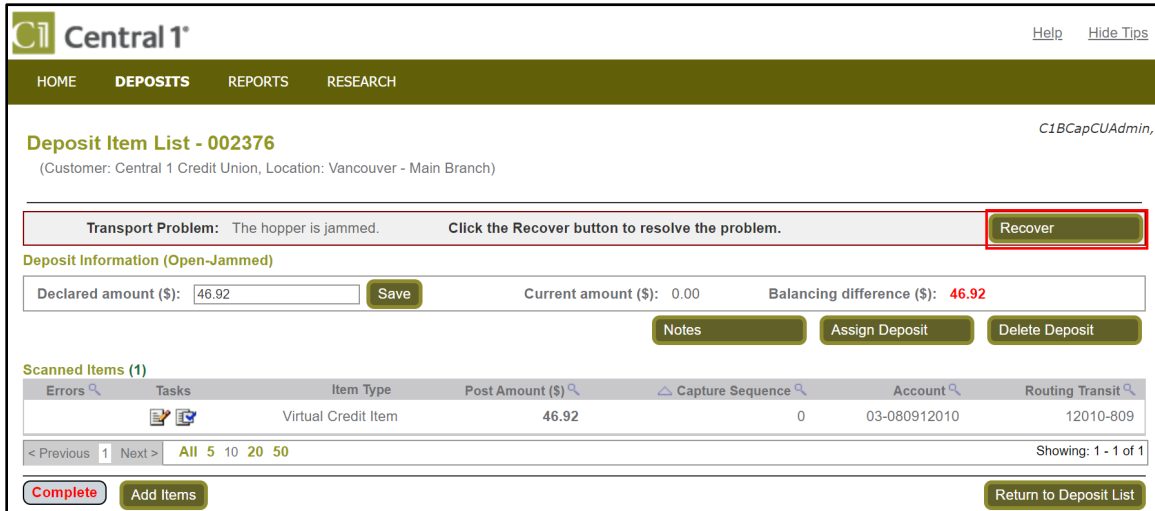 C1 Central 1®
Help Hide Tips
HOME DEPOSITS REPORTS RESEARCH
C1BCapCUAdmin,
Deposit Item List - 002376
(Customer: Central 1 Credit Union, Location: Vancouver - Main Branch)
Transport Problem: The hopper is jammed. Click the Recover button to resolve the problem. Recover
Deposit Information (Open-Jammed)
Declared amount ($): 46.92 Save Current amount ($): 0.00 Balancing difference ($): 46.92
Notes Assign Deposit Delete Deposit
Scanned Items (1)
Errors Tasks Item Type Post Amount ($) Capture Sequence Account Routing Transit
Virtual Credit Item 46.92 0 03-080912010 12010-809
< Previous 1 Next > All 5 10 20 50 Showing: 1 - 1 of 1
Complete Add Items Return to Deposit List